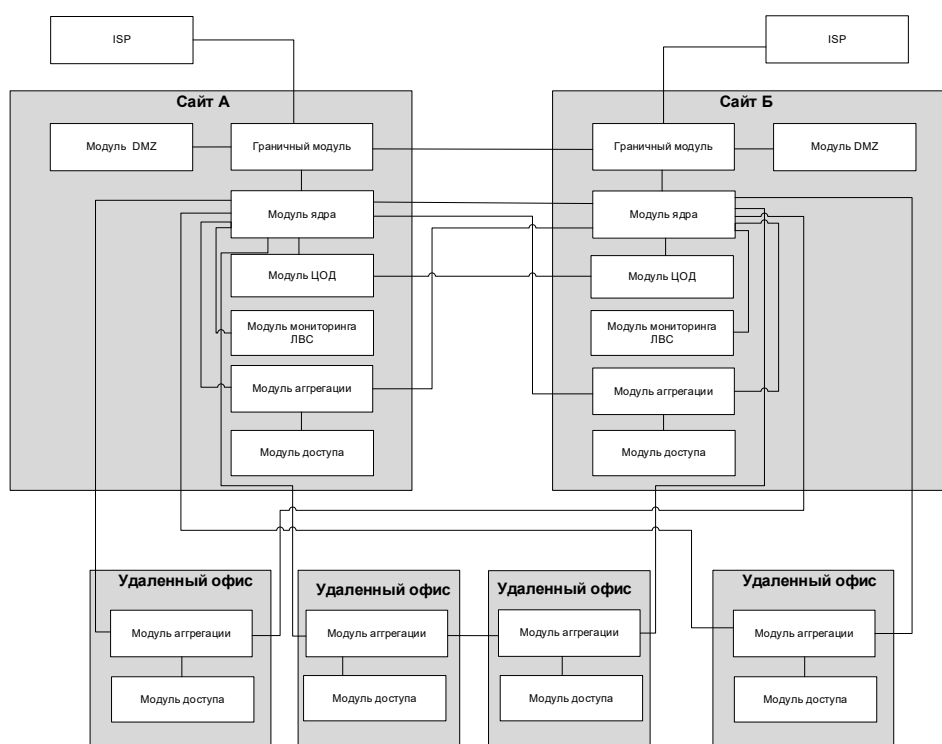 ISP
ISP
Сайт А
Сайт Б
Модуль DMZ
Граничный модуль
Граничный модуль
Модуль DMZ
Модуль ядра
Модуль ядра
Модуль ЦОД
Модуль ЦОД
Модуль мониторинга
ЛВС
Модуль мониторинга
ЛВС
Модуль аггрегации
Модуль аггрегации
Модуль доступа
Модуль доступа
Удаленный офис
Удаленный офис
Удаленный офис
Удаленный офис
Модуль аггрегации
Модуль аггрегации
Модуль аггрегации
Модуль аггрегации
Модуль доступа
Модуль доступа
Модуль доступа
Модуль доступа